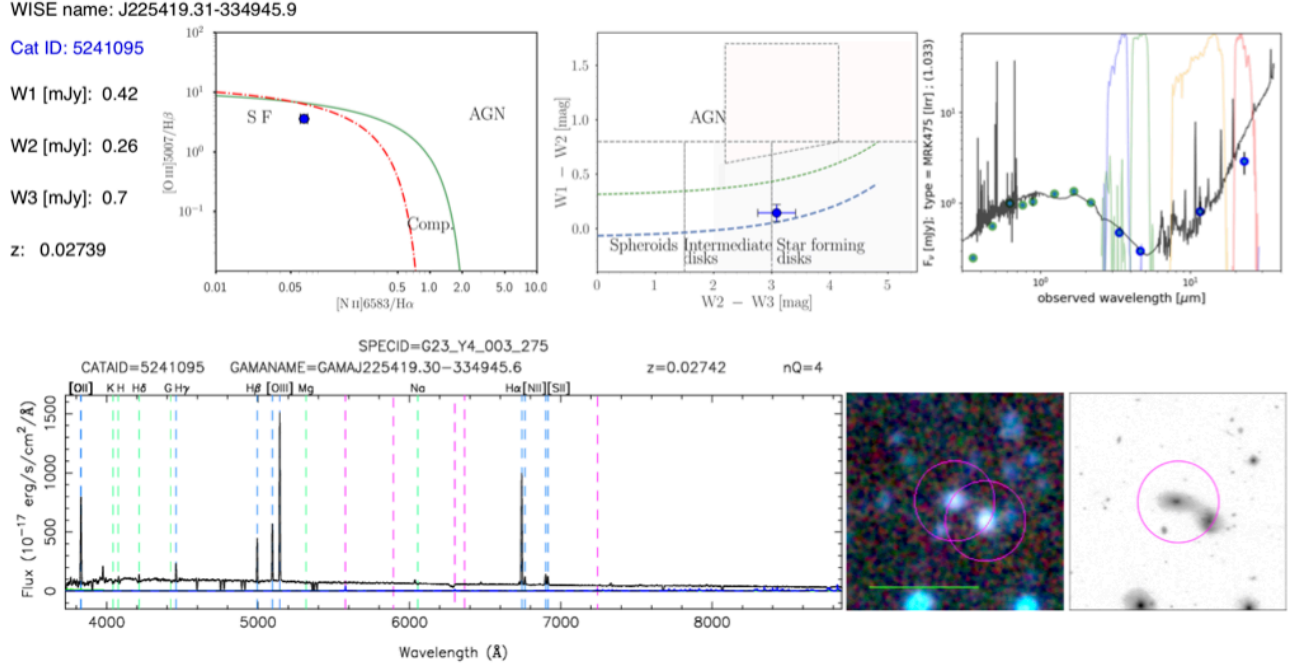 WISE name: J225419.31-334945.9
Cat ID: 5241095
W1 [mJy]: 0.42
W2 [mJy]: 0.26
W3 [mJy]: 0.7
z: 0.02739
[O III]5007/Hβ
10²
10¹
10⁰
10⁻¹
S F
AGN
Comp.
0.01 0.05 0.5 1.0 2.0 10.0
[N II]6583/Hα
W1 − W2 [mag]
1.5
1.0
0.5
0.0
AGN
Spheroids Intermediate disks Star forming disks
0 1 2 3 4 5
W2 − W3 [mag]
Fν [mJy]; type = MRK475 [Irr] ; (1.033)
10¹
10⁰
10⁰ 10¹
observed wavelength [μm]
SPECID=G23_Y4_003_275
CATAID=5241095 GAMANAME=GAMAJ225419.30−334945.6 z=0.02742 nQ=4
[OII] K H Hδ G Hγ Hβ [OIII] Mg Na Hα [NII] [SII]
Flux (10⁻¹⁷ erg/s/cm²/Å)
1500
1000
500
0
4000 5000 6000 7000 8000
Wavelength (Å)